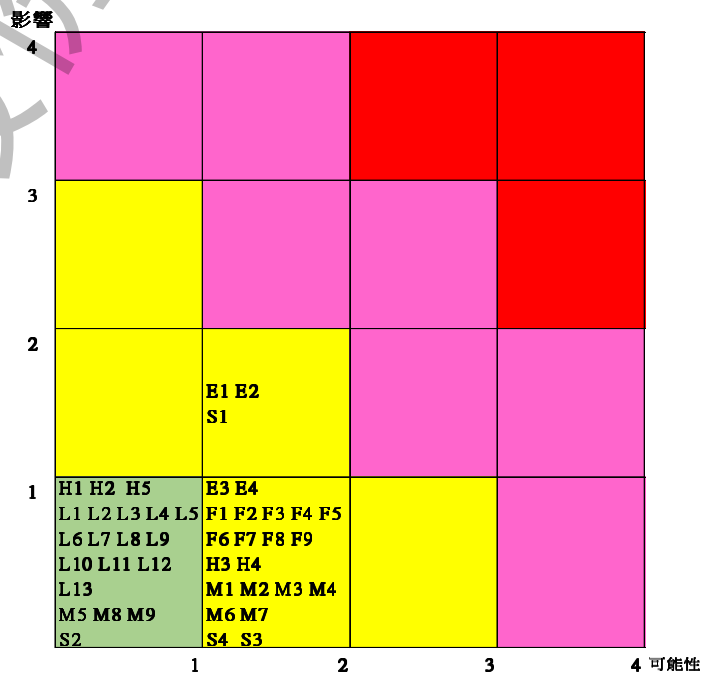 影響
4
3
2
E1 E2
S1
1
H1 H2 H5
L1 L2 L3 L4 L5
L6 L7 L8 L9
L10 L11 L12
L13
M5 M8 M9
S2
E3 E4
F1 F2 F3 F4 F5
F6 F7 F8 F9
H3 H4
M1 M2 M3 M4
M6 M7
S4 S3
1 2 3 4 可能性